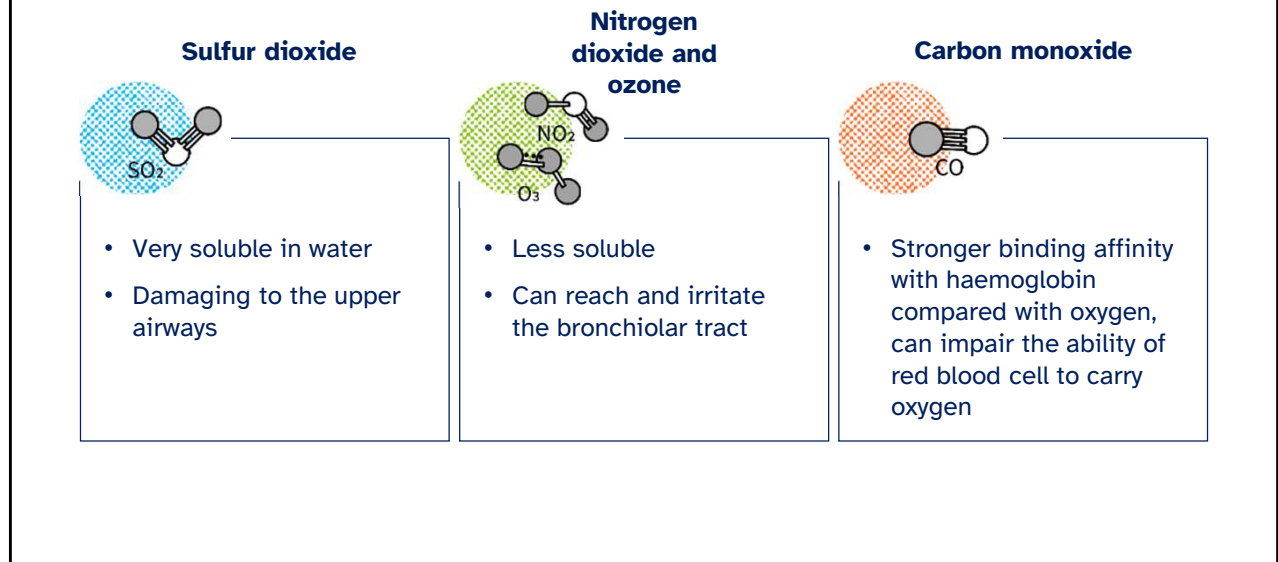 Sulfur dioxide
SO₂
• Very soluble in water
• Damaging to the upper
airways
Nitrogen
dioxide and
ozone
NO₂
O₃
• Less soluble
• Can reach and irritate
the bronchiolar tract
Carbon monoxide
CO
• Stronger binding affinity
with haemoglobin
compared with oxygen,
can impair the ability of
red blood cell to carry
oxygen